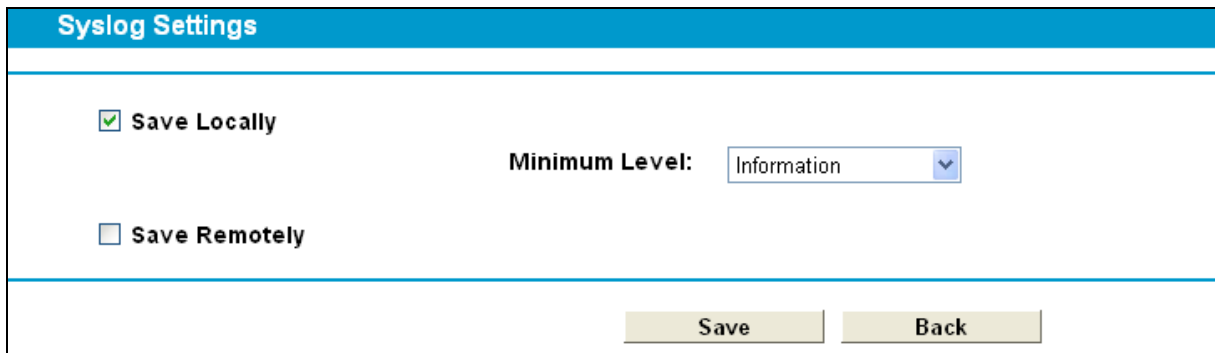 Syslog Settings
Save Locally
Minimum Level: Information
Save Remotely
Save Back